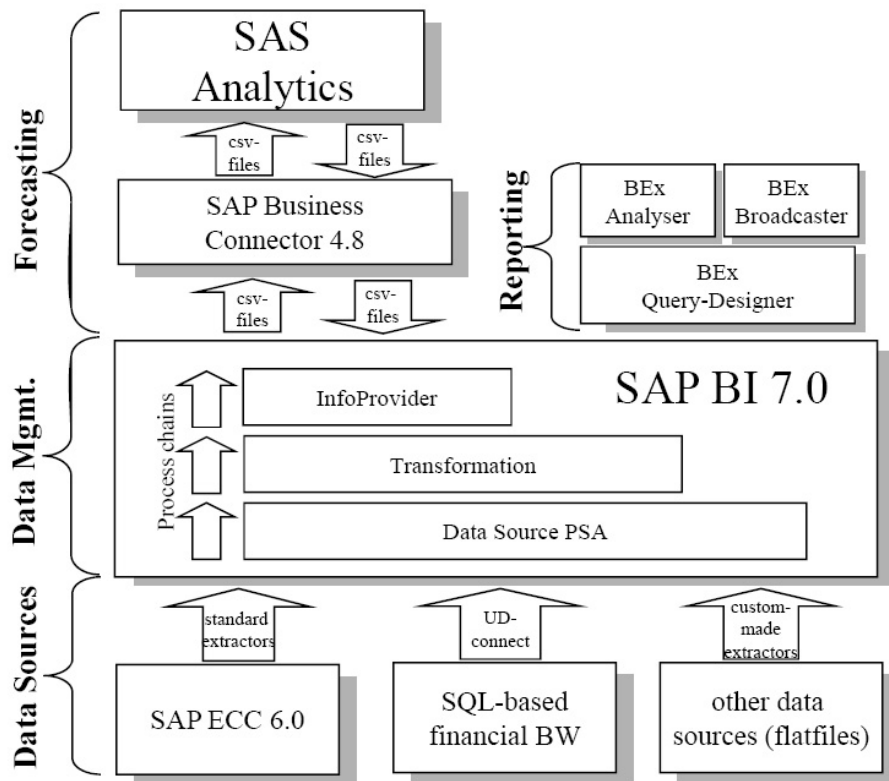 Forecasting
SAS
Analytics
csv-
files
csv-
files
SAP Business
Connector 4.8
csv-
files
csv-
files
Reporting
BEx
Analyser
BEx
Broadcaster
BEx
Query-Designer
Data Mgmt.
SAP BI 7.0
Process chains
InfoProvider
Transformation
Data Source PSA
Data Sources
standard
extractors
UD-
connect
custom-
made
extractors
SAP ECC 6.0
SQL-based
financial BW
other data
sources (flatfiles)